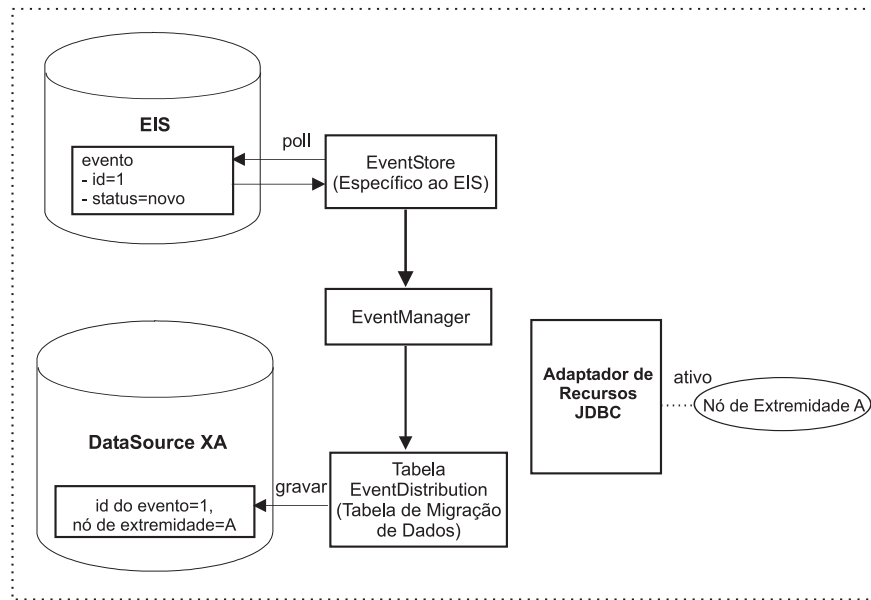 EIS
evento
- id=1
- status=novo
poll
EventStore
(Específico ao EIS)
EventManager
DataSource XA
id do evento=1,
nó de extremidade=A
gravar
Tabela
EventDistribution
(Tabela de Migração
de Dados)
Adaptador de
Recursos
JDBC
ativo
Nó de Extremidade A